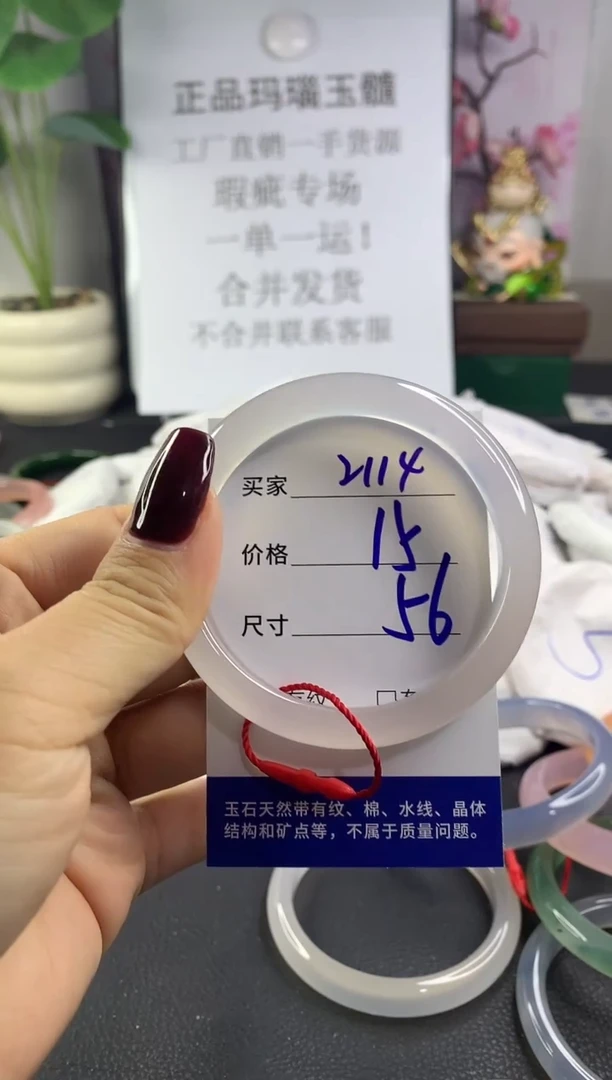 正品玛瑙玉髓
工厂直销一手货源
瑕疵专场
一单一运！
合并发货
不合并联系客服
买家 2114
价格 15
尺寸 56
玉石天然带有纹、棉、水线、晶体
结构和矿点等，不属于质量问题。